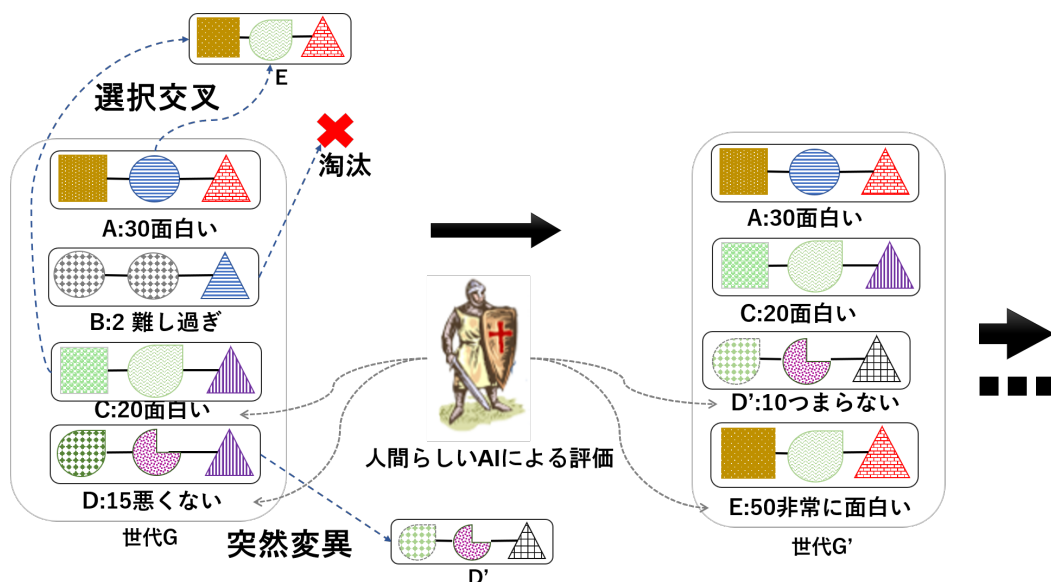 E
選択交叉
淘汰
A:30面白い
B:2 難し過ぎ
C:20面白い
D:15悪くない
世代G
突然変異
D'
人間らしいAIによる評価
A:30面白い
C:20面白い
D’:10つまらない
E:50非常に面白い
世代G’